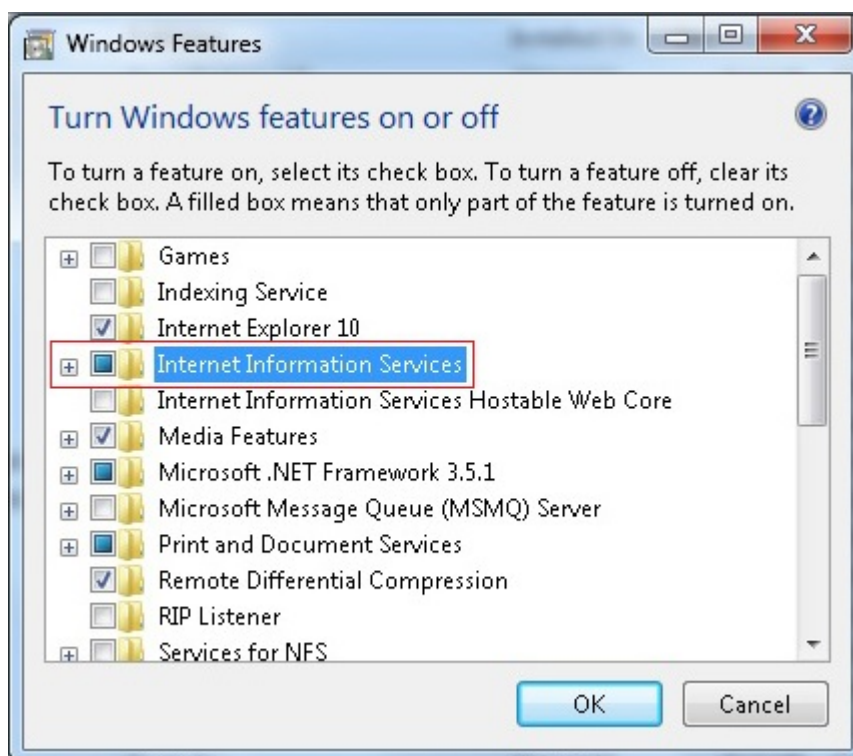 Windows Features
Turn Windows features on or off
To turn a feature on, select its check box. To turn a feature off, clear its
check box. A filled box means that only part of the feature is turned on.
Games
Indexing Service
Internet Explorer 10
Internet Information Services
Internet Information Services Hostable Web Core
Media Features
Microsoft .NET Framework 3.5.1
Microsoft Message Queue (MSMQ) Server
Print and Document Services
Remote Differential Compression
RIP Listener
Services for NFS
OK
Cancel